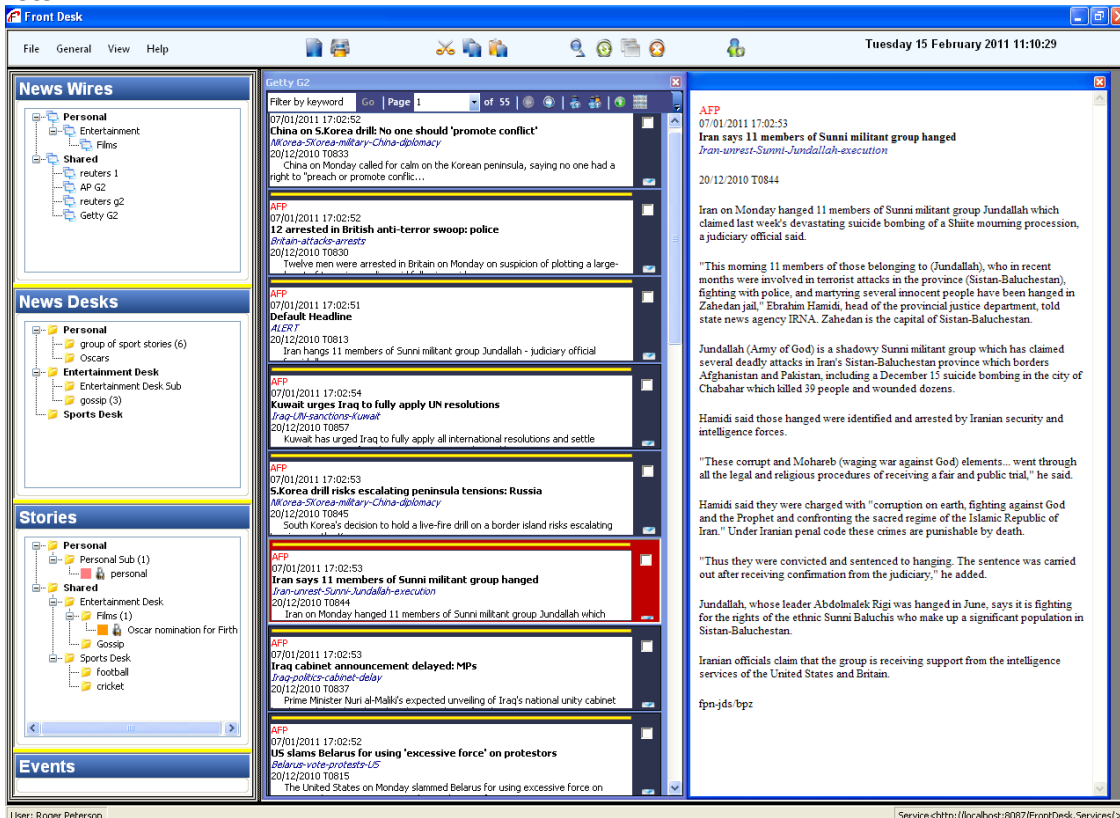 Front Desk
File General View Help
Tuesday 15 February 2011 11:10:29
News Wires
Personal
Entertainment
Films
Shared
reuters 1
AP G2
reuters g2
Getty G2
News Desks
Personal
group of sport stories (6)
Oscars
Entertainment Desk
Entertainment Desk Sub
gossip (3)
Sports Desk
Stories
Personal
Personal Sub (1)
personal
Shared
Entertainment Desk
Films (1)
Oscar nomination for Firth
Gossip
Sports Desk
football
cricket
Events
Getty G2
Filter by keyword Go Page 1 of 55
07/01/2011 17:02:52
China on S.Korea drill: No one should 'promote conflict'
NKorea-SKorea-military-China-diplomacy
20/12/2010 T0833
China on Monday called for calm on the Korean peninsula, saying no one had a
right to "preach or promote conflic...
AFP
07/01/2011 17:02:52
12 arrested in British anti-terror swoop: police
Britain-attacks-arrests
20/12/2010 T0830
Twelve men were arrested in Britain on Monday on suspicion of plotting a large-
AFP
07/01/2011 17:02:51
Default Headline
ALERT
20/12/2010 T0813
Iran hangs 11 members of Sunni militant group Jundallah - judiciary official
AFP
07/01/2011 17:02:54
Kuwait urges Iraq to fully apply UN resolutions
Iraq-UN-sanctions-Kuwait
20/12/2010 T0857
Kuwait has urged Iraq to fully apply all international resolutions and settle
AFP
07/01/2011 17:02:53
S.Korea drill risks escalating peninsula tensions: Russia
NKorea-SKorea-military-China-diplomacy
20/12/2010 T0845
South Korea's decision to hold a live-fire drill on a border island risks escalating
AFP
07/01/2011 17:02:53
Iran says 11 members of Sunni militant group hanged
Iran-unrest-Sunni-Jundallah-execution
20/12/2010 T0844
Iran on Monday hanged 11 members of Sunni militant group Jundallah which
AFP
07/01/2011 17:02:53
Iraq cabinet announcement delayed: MPs
Iraq-politics-cabinet-delay
20/12/2010 T0837
Prime Minister Nuri al-Maliki's expected unveiling of Iraq's national unity cabinet
AFP
07/01/2011 17:02:52
US slams Belarus for using 'excessive force' on protestors
Belarus-vote-protests-US
20/12/2010 T0815
The United States on Monday slammed Belarus for using excessive force on
AFP
07/01/2011 17:02:53
Iran says 11 members of Sunni militant group hanged
Iran-unrest-Sunni-Jundallah-execution
20/12/2010 T0844
Iran on Monday hanged 11 members of Sunni militant group Jundallah which
claimed last week's devastating suicide bombing of a Shiite mourning procession,
a judiciary official said.
"This morning 11 members of those belonging to (Jundallah), who in recent
months were involved in terrorist attacks in the province (Sistan-Baluchestan),
fighting with police, and martyring several innocent people have been hanged in
Zahedan jail," Ebrahim Hamidi, head of the provincial justice department, told
state news agency IRNA. Zahedan is the capital of Sistan-Baluchestan.
Jundallah (Army of God) is a shadowy Sunni militant group which has claimed
several deadly attacks in Iran's Sistan-Baluchestan province which borders
Afghanistan and Pakistan, including a December 15 suicide bombing in the city of
Chabahar which killed 39 people and wounded dozens.
Hamidi said those hanged were identified and arrested by Iranian security and
intelligence forces.
"These corrupt and Mohareb (waging war against God) elements... went through
all the legal and religious procedures of receiving a fair and public trial," he said.
Hamidi said they were charged with "corruption on earth, fighting against God
and the Prophet and confronting the sacred regime of the Islamic Republic of
Iran." Under Iranian penal code these crimes are punishable by death.
"Thus they were convicted and sentenced to hanging. The sentence was carried
out after receiving confirmation from the judiciary," he added.
Jundallah, whose leader Abdolmalek Rigi was hanged in June, says it is fighting
for the rights of the ethnic Sunni Baluchis who make up a significant population in
Sistan-Baluchestan.
Iranian officials claim that the group is receiving support from the intelligence
services of the United States and Britain.
fpn-jds/bpz
User: Roger Peterson
Service<http://localhost:8087/FrontDesk.Services/>